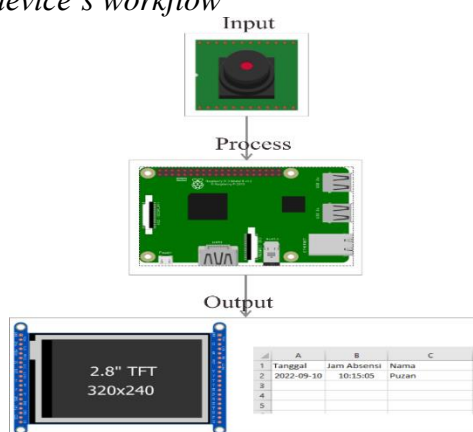 device's workflow
Input
Process
Output
2.8" TFT
320x240
A B C
1 Tanggal Jam Absensi Nama
2 2022-09-10 10:15:05 Puzan
3
4
5